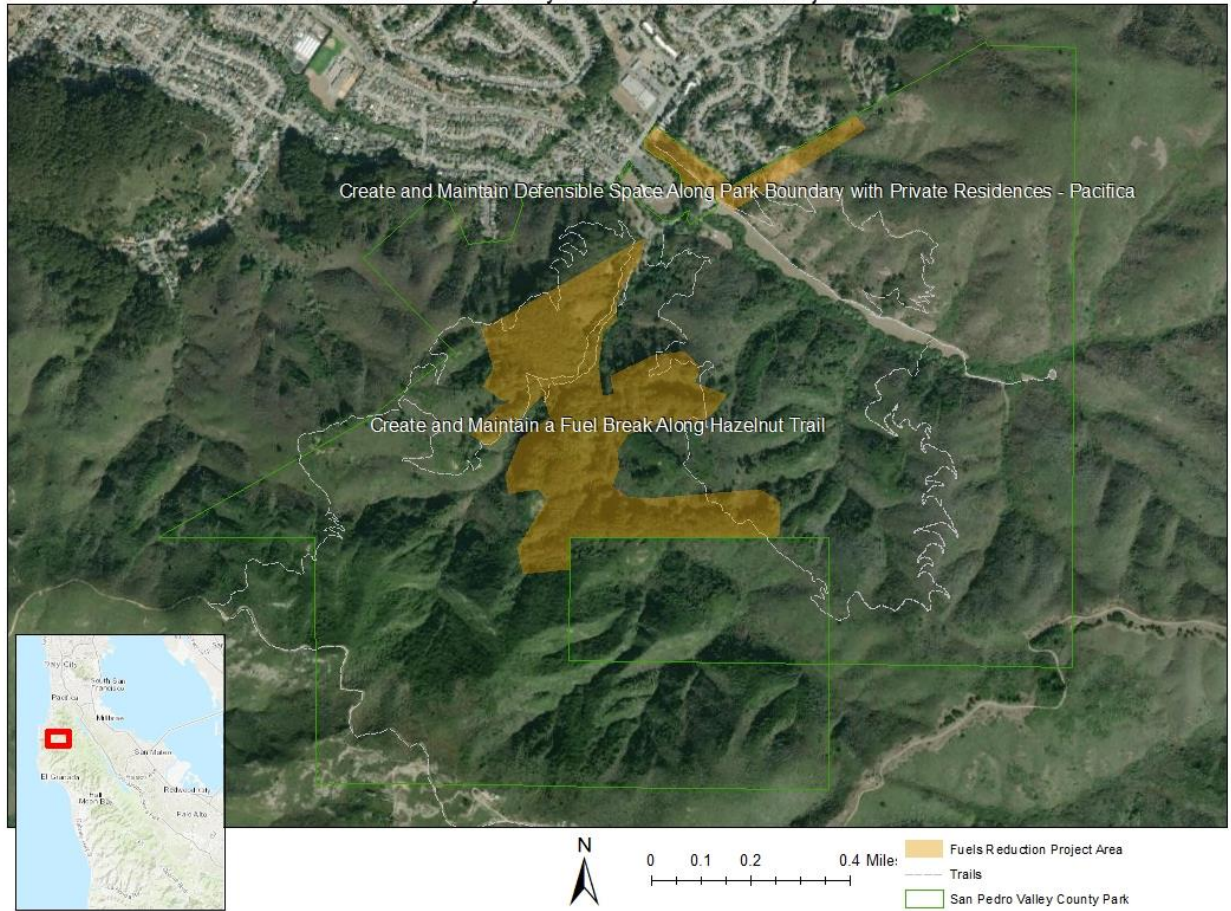 Create and Maintain Defensible Space Along Park Boundary with Private Residences - Pacifica
Create and Maintain a Fuel Break Along Hazelnut Trail
South San
Francisco
Pacifica
Millbrae
San Mateo
El Granada
Half
Moon Bay
Redwood City
Palo Alto
N
0 0.1 0.2 0.4 Miles
Fuels Reduction Project Area
Trails
San Pedro Valley County Park